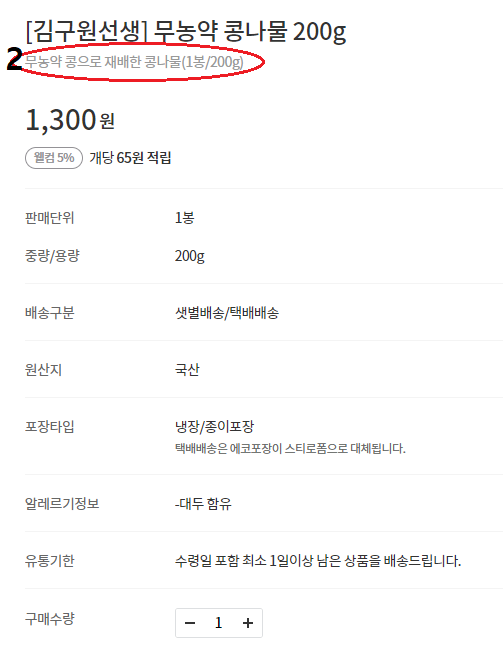 [김구원선생] 무농약 콩나물 200g
2 무농약 콩으로 재배한 콩나물(1봉/200g)
1,300원
웰컴 5% 개당 65원 적립
판매단위 1봉
중량/용량 200g
배송구분 샛별배송/택배배송
원산지 국산
포장타입 냉장/종이포장
택배배송은 에코포장이 스티로폼으로 대체됩니다.
알레르기정보 -대두 함유
유통기한 수령일 포함 최소 1일이상 남은 상품을 배송드립니다.
구매수량 - 1 +